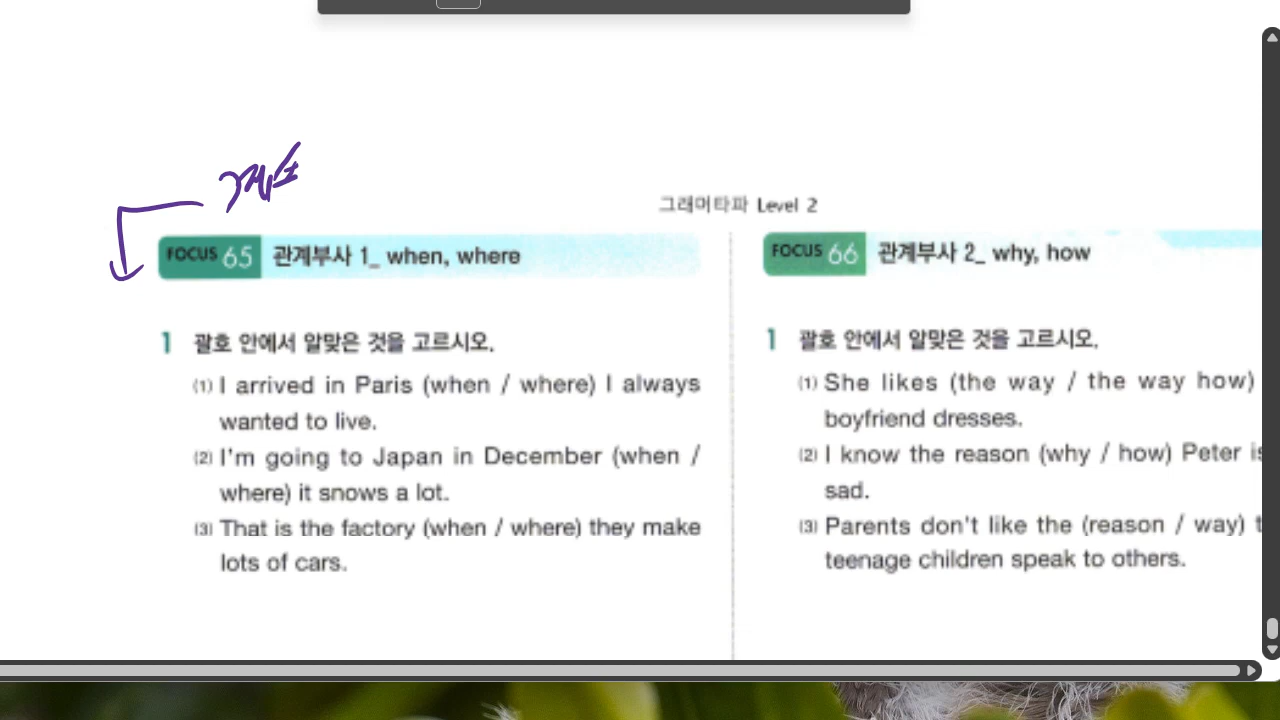 그래머타파 Level 2
FOCUS 65 관계부사 1_ when, where
1 괄호 안에서 알맞은 것을 고르시오.
(1) I arrived in Paris (when / where) I always
wanted to live.
(2) I'm going to Japan in December (when /
where) it snows a lot.
(3) That is the factory (when / where) they make
lots of cars.
FOCUS 66 관계부사 2_ why, how
1 괄호 안에서 알맞은 것을 고르시오.
(1) She likes (the way / the way how)
boyfriend dresses.
(2) I know the reason (why / how) Peter is
sad.
(3) Parents don't like the (reason / way) t
teenage children speak to others.